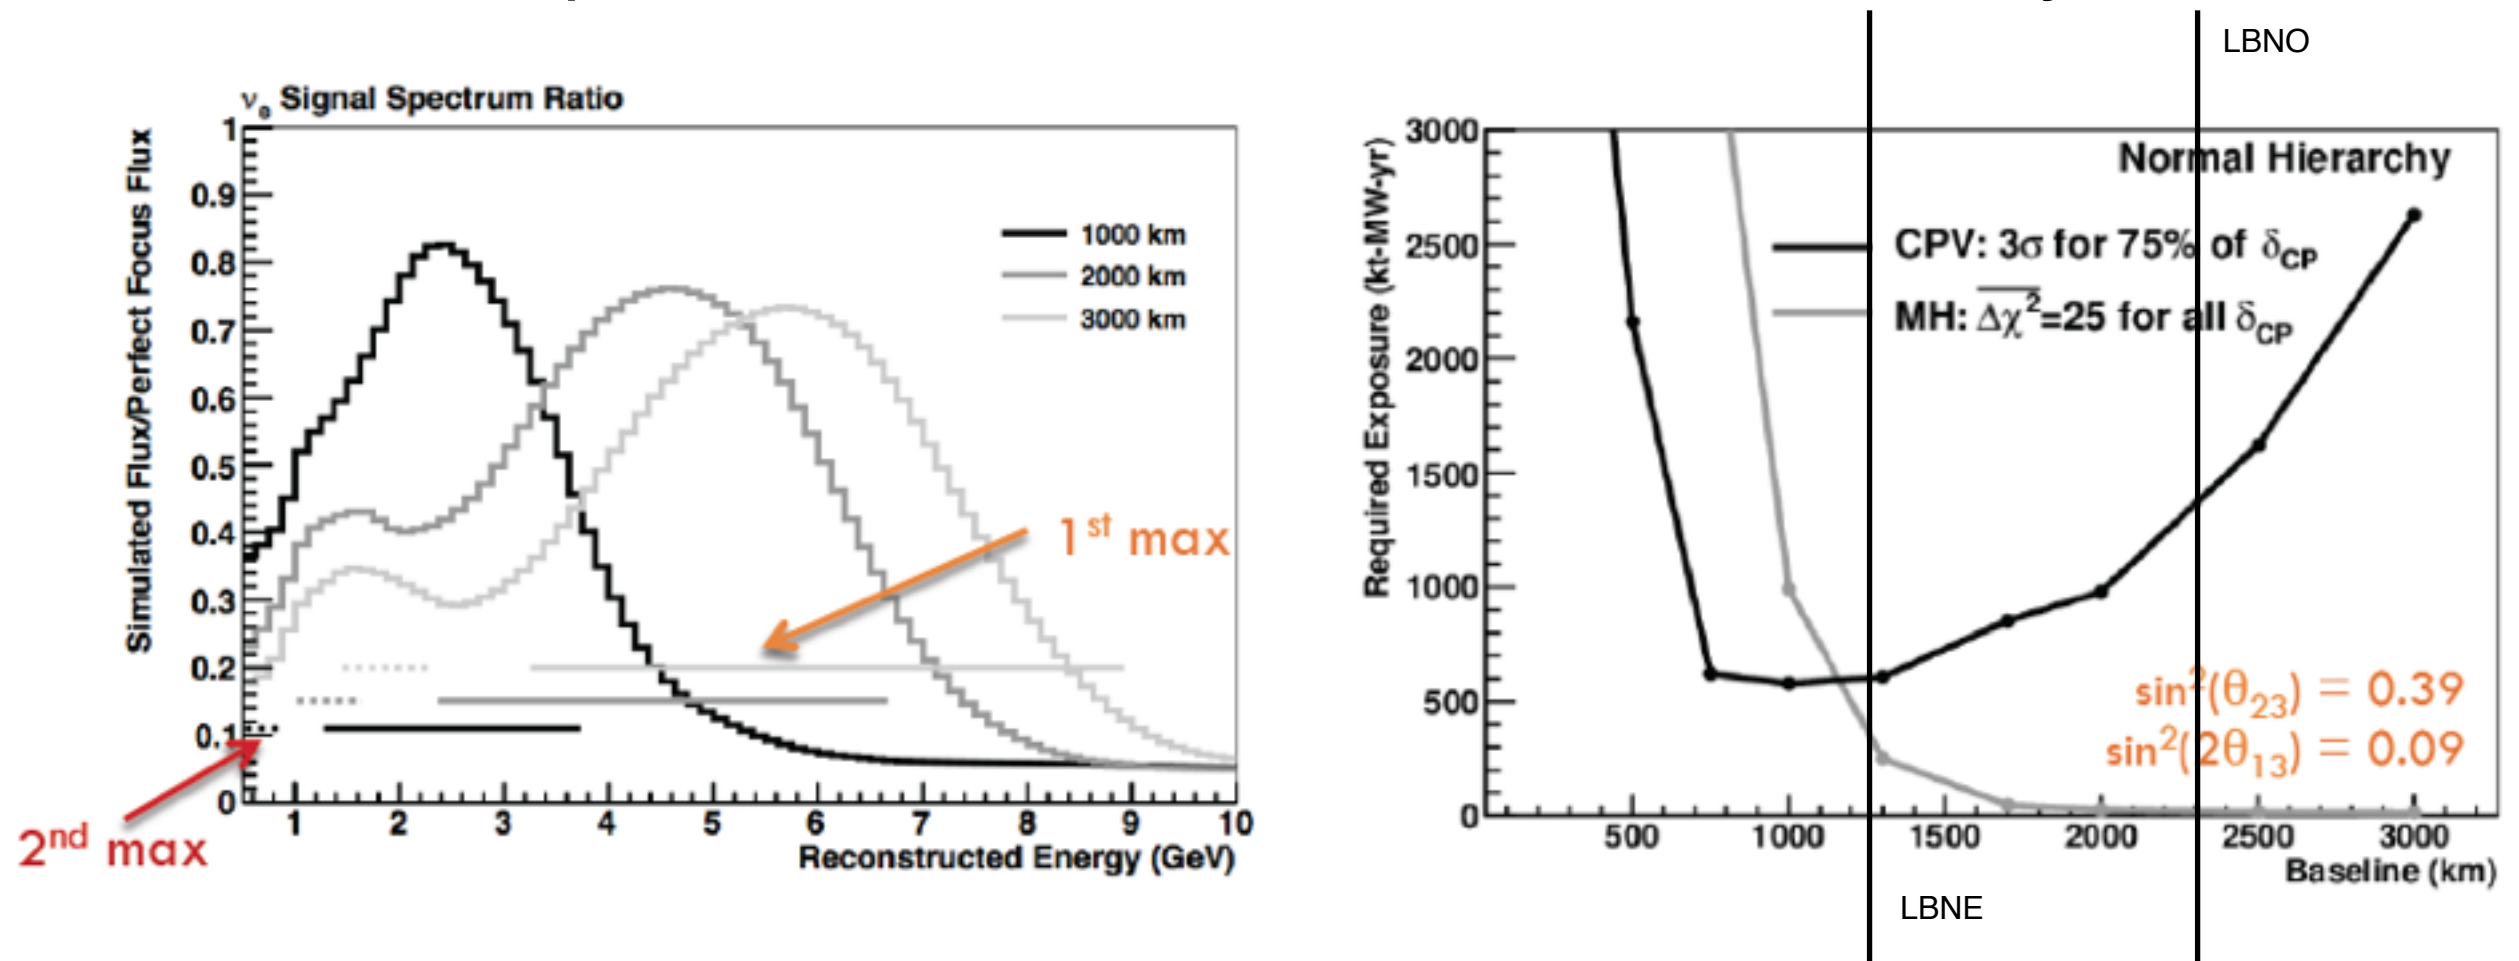 νe Signal Spectrum Ratio
Simulated Flux/Perfect Focus Flux
1
0.9
0.8
0.7
0.6
0.5
0.4
0.3
0.2
0.1
0
1000 km
2000 km
3000 km
1st max
2nd max
1 2 3 4 5 6 7 8 9 10
Reconstructed Energy (GeV)
LBNO
Required Exposure (kt-MW-yr)
3000
2500
2000
1500
1000
500
0
Normal Hierarchy
CPV: 3σ for 75% of δCP
MH: Δχ²=25 for all δCP
sin²(θ23) = 0.39
sin²(2θ13) = 0.09
500 1000 1500 2000 2500 3000
Baseline (km)
LBNE